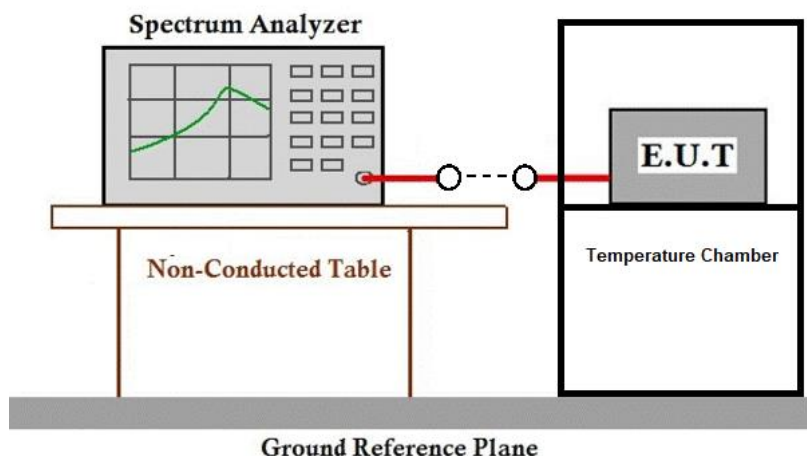 Spectrum Analyzer
E.U.T
Non-Conducted Table
Temperature Chamber
Ground Reference Plane